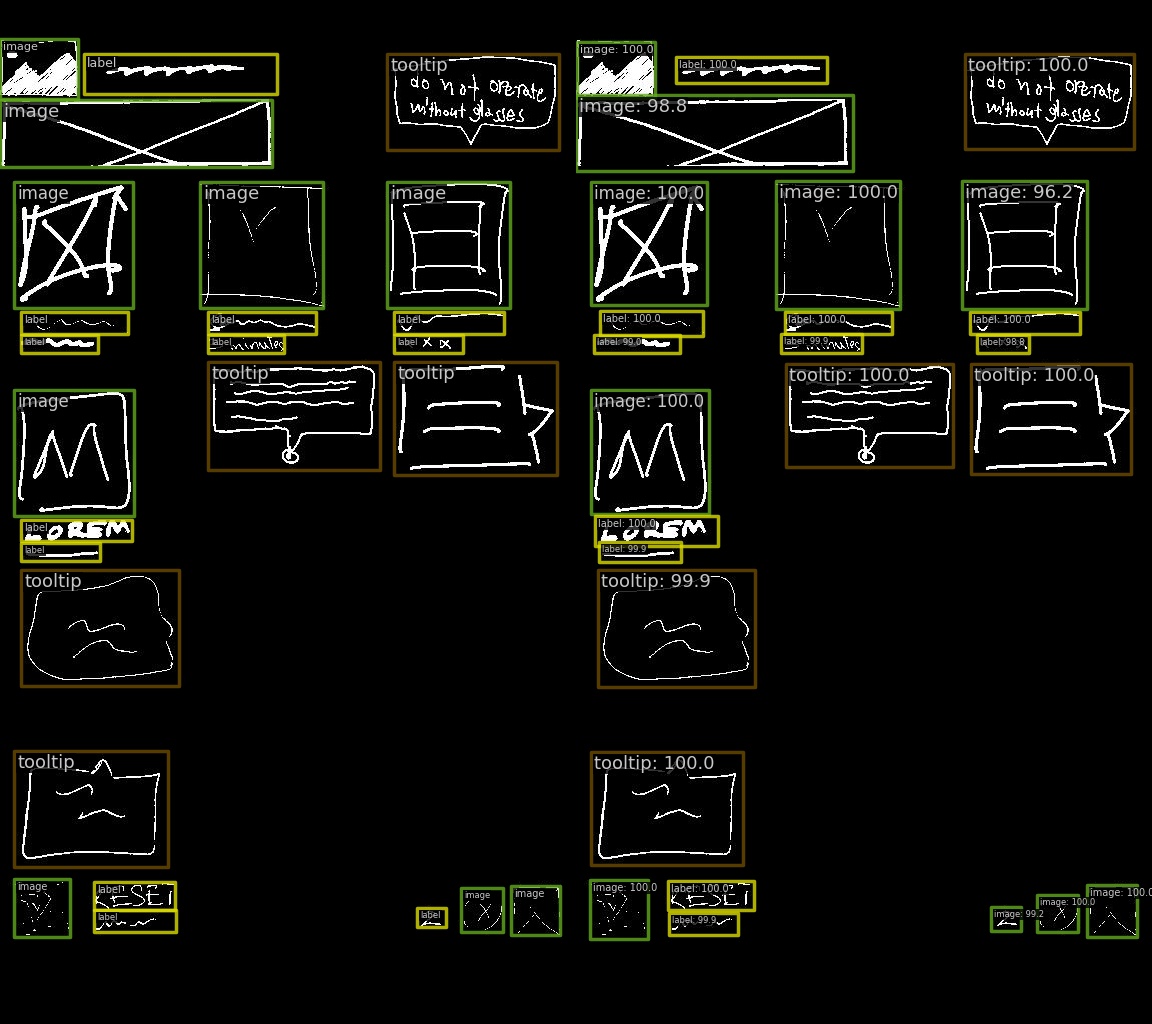 image
label
tooltip
do not operate
without glasses
image
image
image
image
label
label
label
label
label
minutes
label
x x
tooltip
tooltip
image
label
LOREM
label
tooltip
tooltip
image
label
RESET
label
label
image
image
image: 100.0
label: 100.0
tooltip: 100.0
do not operate
without glasses
image: 98.8
image: 100.0
image: 100.0
image: 96.2
label: 100.0
label: 100.0
label: 100.0
label: 99.0
label: 99.9
minutes
label: 98.8
tooltip: 100.0
tooltip: 100.0
image: 100.0
label: 100.0
LOREM
label: 99.9
tooltip: 99.9
tooltip: 100.0
image: 100.0
label: 100.0
RESET
label: 99.9
image: 99.2
image: 100.0
image: 100.0